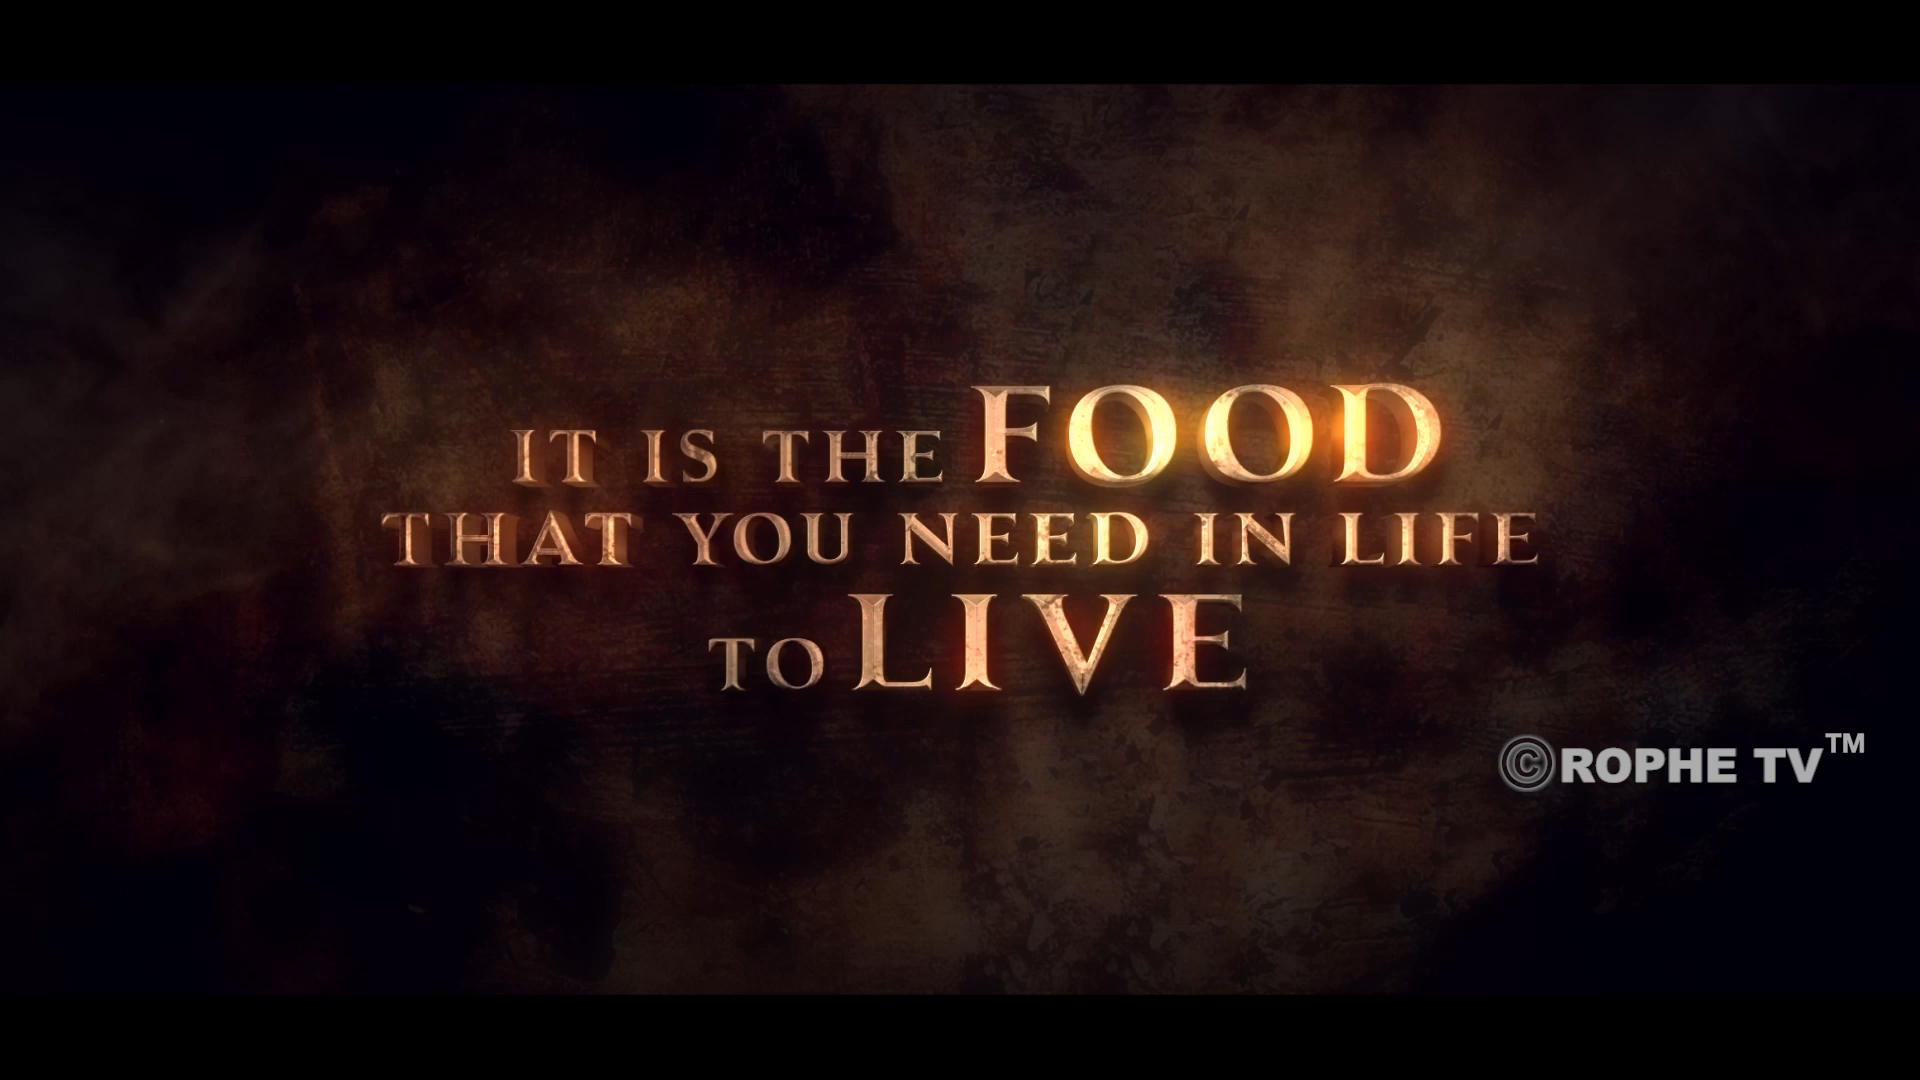 IT IS THE FOOD
THAT YOU NEED IN LIFE
TO LIVE
©ROPHE TV™